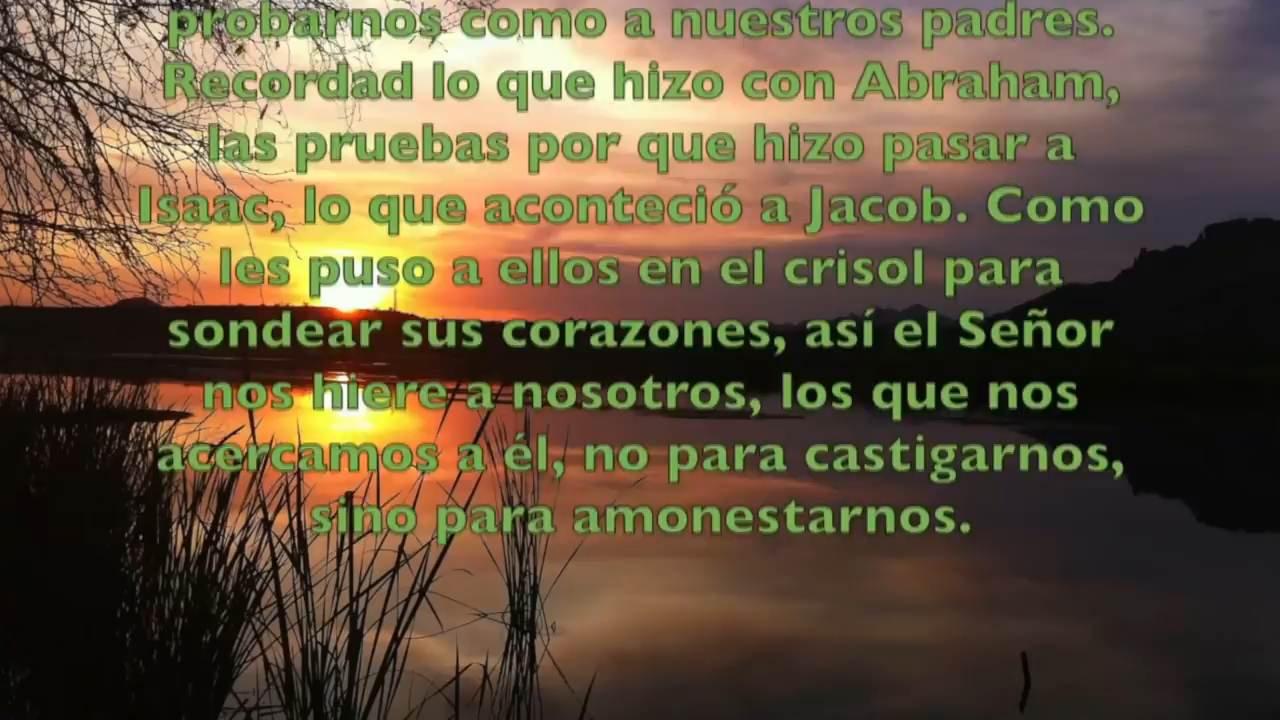 probarnos como a nuestros padres.
Recordad lo que hizo con Abraham,
las pruebas por que hizo pasar a
Isaac, lo que aconteció a Jacob. Como
les puso a ellos en el crisol para
sondear sus corazones, así el Señor
nos hiere a nosotros, los que nos
acercamos a él, no para castigarnos,
sino para amonestarnos.